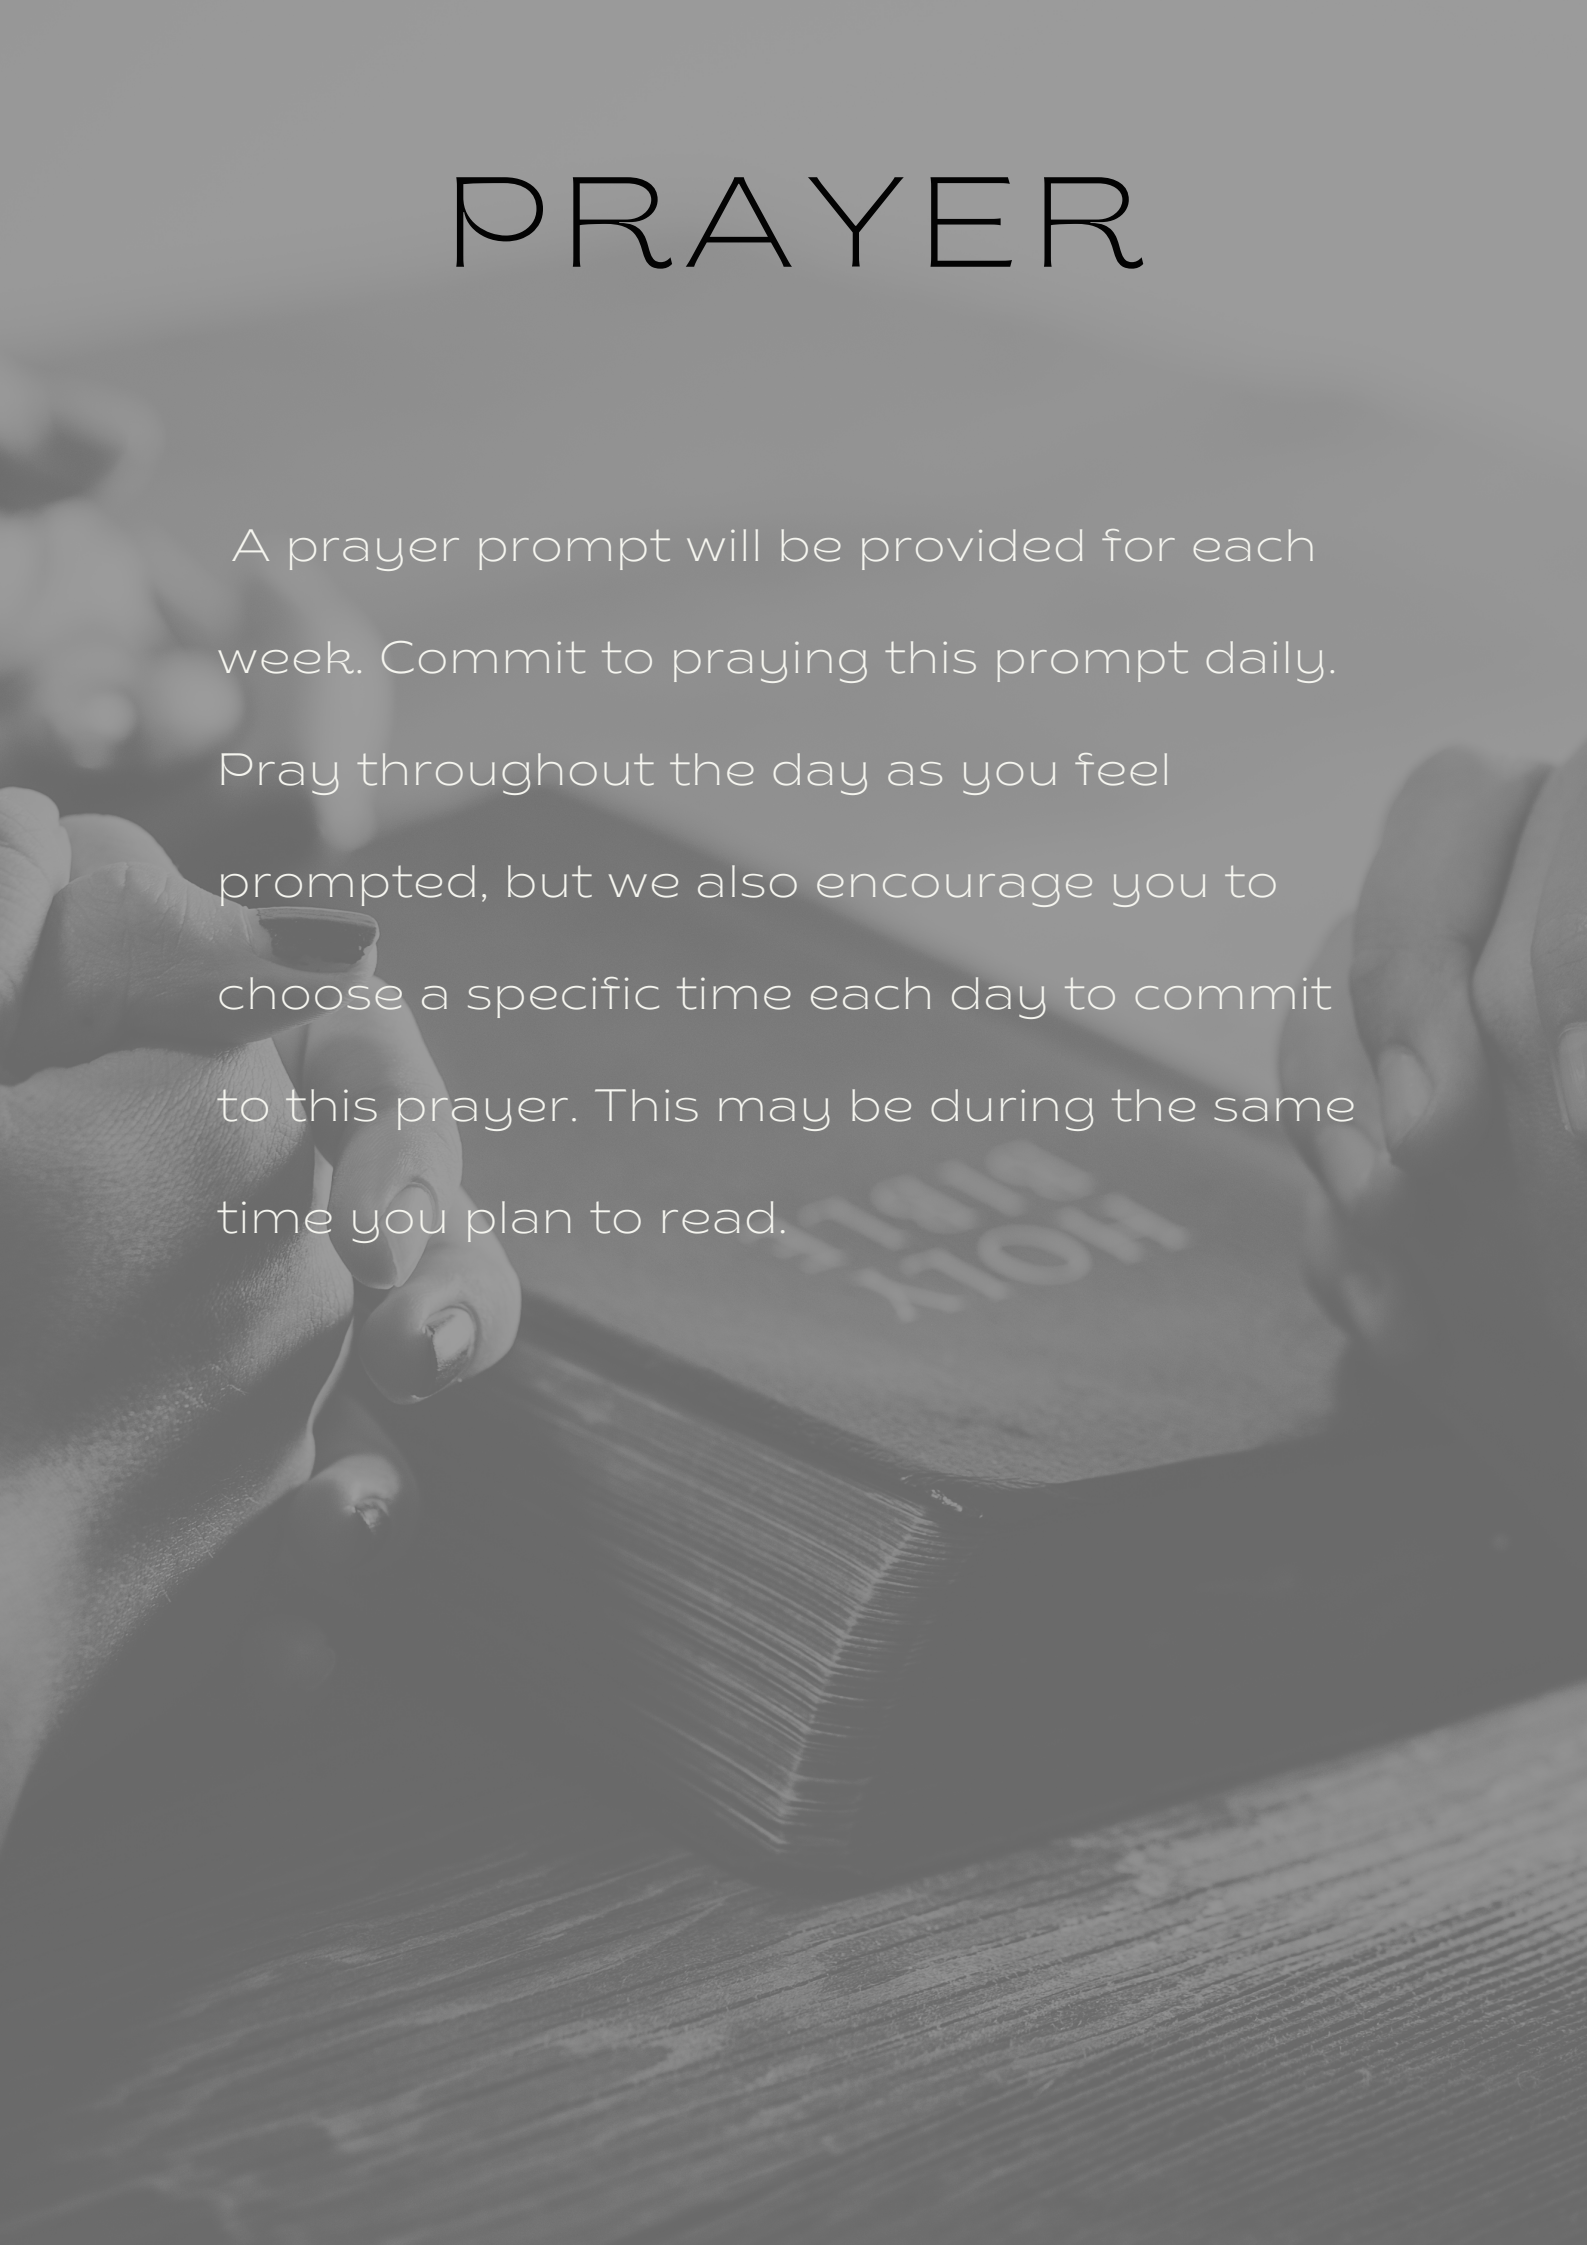 PRAYER
A prayer prompt will be provided for each
week. Commit to praying this prompt daily.
Pray throughout the day as you feel
prompted, but we also encourage you to
choose a specific time each day to commit
to this prayer. This may be during the same
time you plan to read.
HOLY
BIBLE